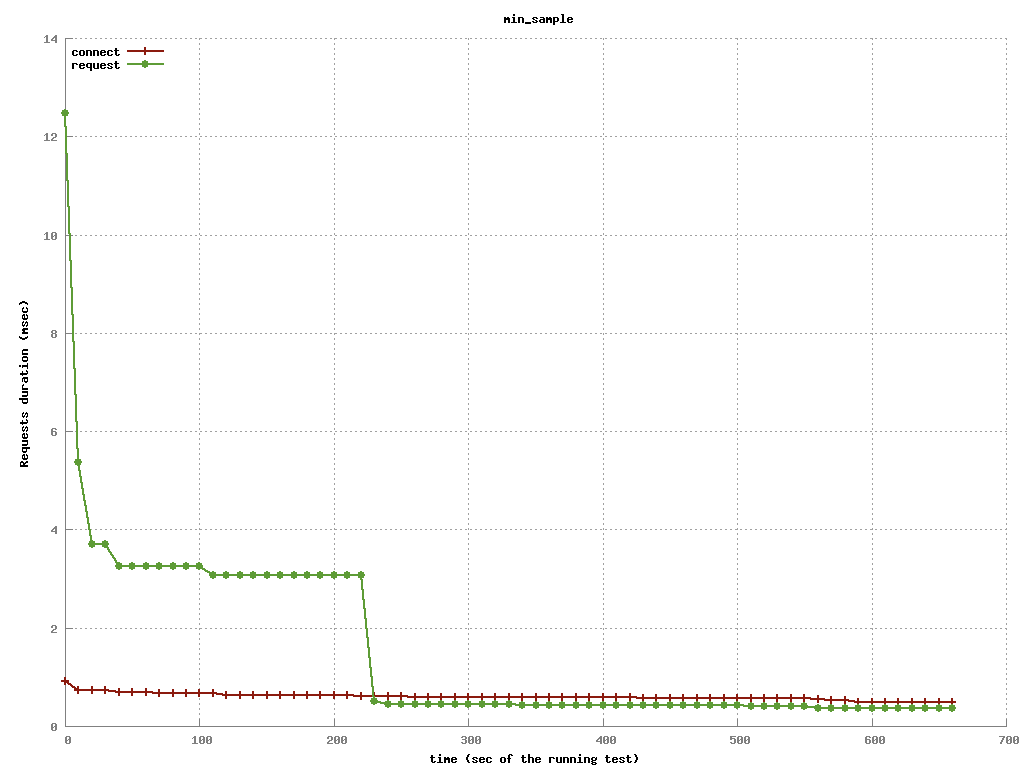 min_sample
connect
request
14
12
10
8
6
4
2
0
Requests duration (msec)
0 100 200 300 400 500 600 700
time (sec of the running test)